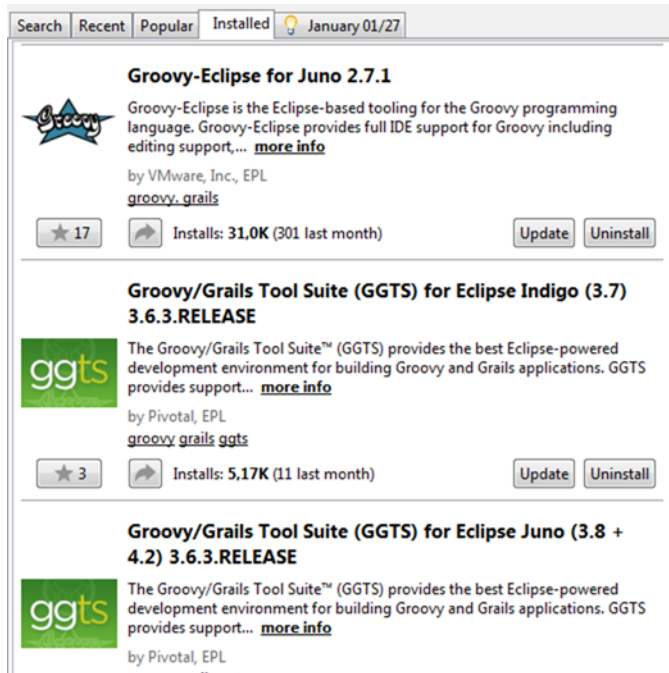 Search Recent Popular Installed January 01/27
Groovy-Eclipse for Juno 2.7.1
Groovy
Groovy-Eclipse is the Eclipse-based tooling for the Groovy programming
language. Groovy-Eclipse provides full IDE support for Groovy including
editing support,... more info
by VMware, Inc., EPL
groovy, grails
17 Installs: 31,0K (301 last month) Update Uninstall
Groovy/Grails Tool Suite (GGTS) for Eclipse Indigo (3.7)
3.6.3.RELEASE
ggts
The Groovy/Grails Tool Suite™ (GGTS) provides the best Eclipse-powered
development environment for building Groovy and Grails applications. GGTS
provides support... more info
by Pivotal, EPL
groovy grails ggts
3 Installs: 5,17K (11 last month) Update Uninstall
Groovy/Grails Tool Suite (GGTS) for Eclipse Juno (3.8 +
4.2) 3.6.3.RELEASE
ggts
The Groovy/Grails Tool Suite™ (GGTS) provides the best Eclipse-powered
development environment for building Groovy and Grails applications. GGTS
provides support... more info
by Pivotal, EPL